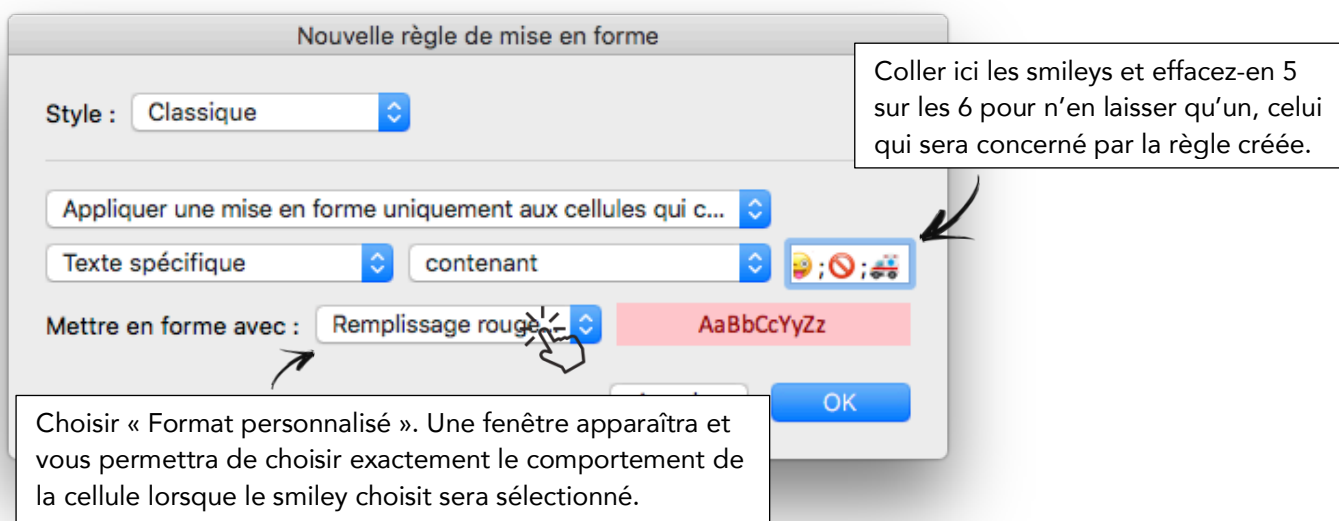 Nouvelle règle de mise en forme
Coller ici les smileys et effacez-en 5
sur les 6 pour n’en laisser qu’un, celui
qui sera concerné par la règle créée.
Style : Classique
Appliquer une mise en forme uniquement aux cellules qui c...
Texte spécifique contenant 😜;🚫;🚑
Mettre en forme avec : Remplissage rouge... AaBbCcYyZz
OK
Choisir « Format personnalisé ». Une fenêtre apparaîtra et
vous permettra de choisir exactement le comportement de
la cellule lorsque le smiley choisit sera sélectionné.